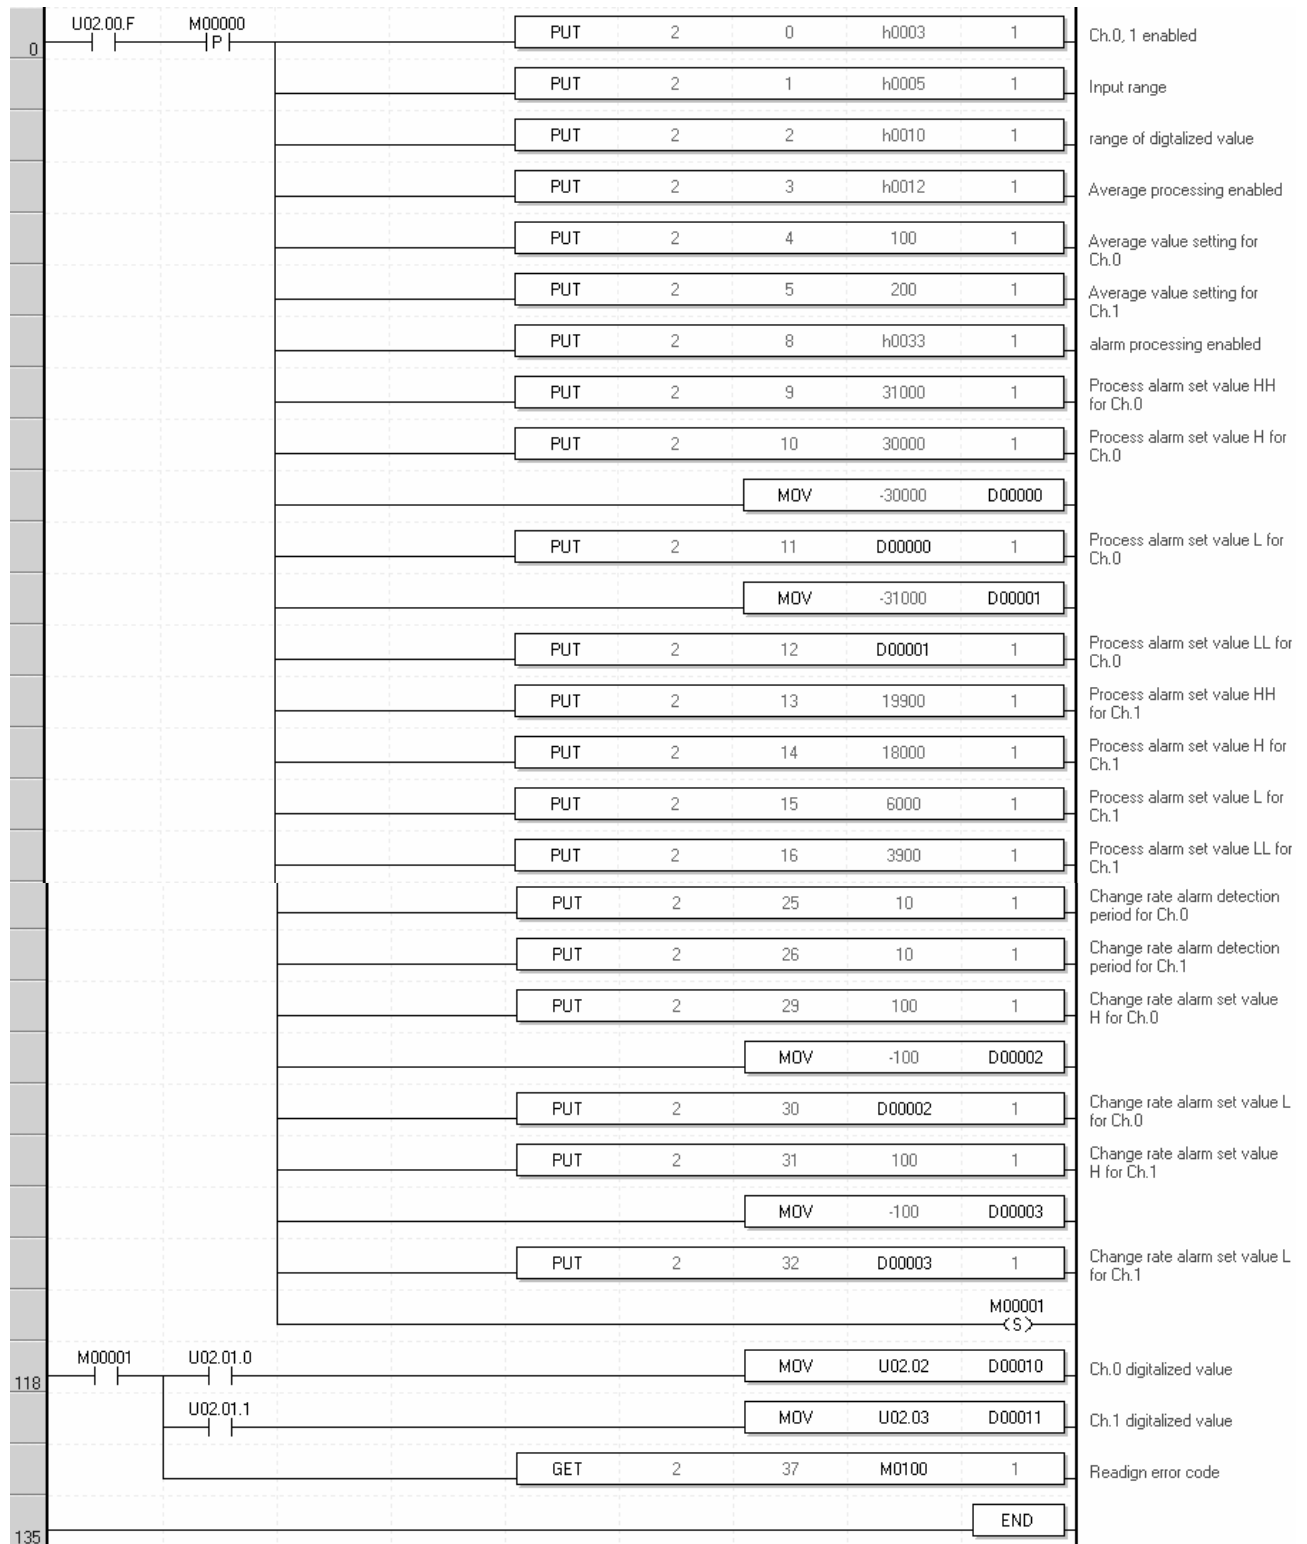 U02.00.F M00000
P
0
PUT 2 0 h0003 1 Ch.0, 1 enabled
PUT 2 1 h0005 1 Input range
PUT 2 2 h0010 1 range of digtalized value
PUT 2 3 h0012 1 Average processing enabled
PUT 2 4 100 1 Average value setting for
Ch.0
PUT 2 5 200 1 Average value setting for
Ch.1
PUT 2 8 h0033 1 alarm processing enabled
PUT 2 9 31000 1 Process alarm set value HH
for Ch.0
PUT 2 10 30000 1 Process alarm set value H for
Ch.0
MOV -30000 D00000
PUT 2 11 D00000 1 Process alarm set value L for
Ch.0
MOV -31000 D00001
PUT 2 12 D00001 1 Process alarm set value LL for
Ch.0
PUT 2 13 19900 1 Process alarm set value HH
for Ch.1
PUT 2 14 18000 1 Process alarm set value H for
Ch.1
PUT 2 15 6000 1 Process alarm set value L for
Ch.1
PUT 2 16 3900 1 Process alarm set value LL for
Ch.1
PUT 2 25 10 1 Change rate alarm detection
period for Ch.0
PUT 2 26 10 1 Change rate alarm detection
period for Ch.1
PUT 2 29 100 1 Change rate alarm set value
H for Ch.0
MOV -100 D00002
PUT 2 30 D00002 1 Change rate alarm set value L
for Ch.0
PUT 2 31 100 1 Change rate alarm set value
H for Ch.1
MOV -100 D00003
PUT 2 32 D00003 1 Change rate alarm set value L
for Ch.1
M00001
S
M00001 U02.01.0
118
MOV U02.02 D00010 Ch.0 digitalized value
U02.01.1
MOV U02.03 D00011 Ch.1 digitalized value
GET 2 37 M0100 1 Readign error code
END
135